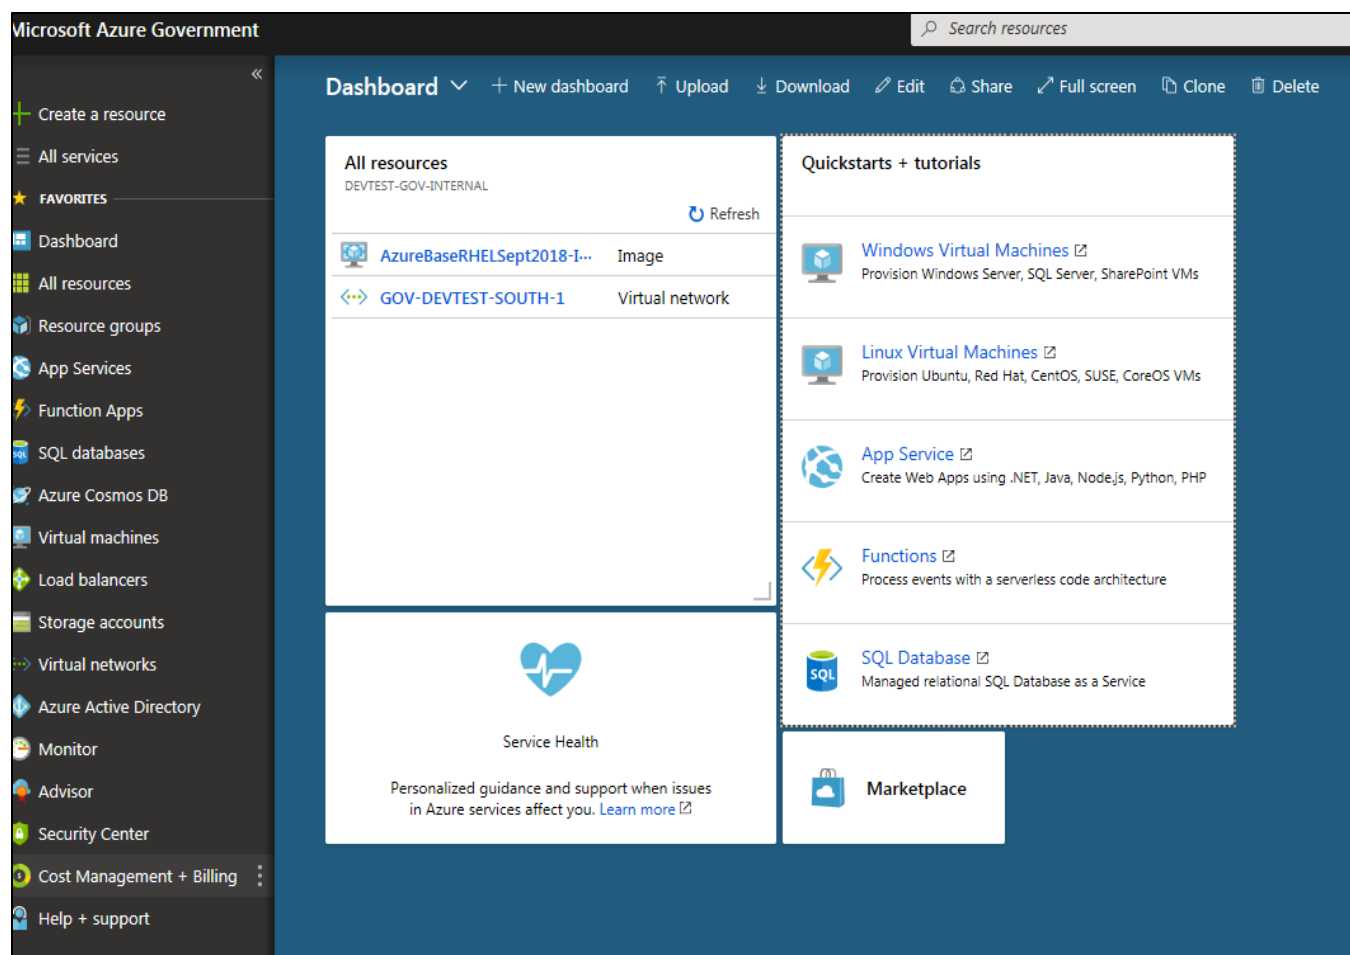 Microsoft Azure Government
Search resources
«
Create a resource
All services
FAVORITES
Dashboard
All resources
Resource groups
App Services
Function Apps
SQL databases
Azure Cosmos DB
Virtual machines
Load balancers
Storage accounts
Virtual networks
Azure Active Directory
Monitor
Advisor
Security Center
Cost Management + Billing
Help + support
Dashboard
New dashboard
Upload
Download
Edit
Share
Full screen
Clone
Delete
All resources
DEVTEST-GOV-INTERNAL
Refresh
AzureBaseRHELSept2018-I··· Image
GOV-DEVTEST-SOUTH-1 Virtual network
Service Health
Personalized guidance and support when issues
in Azure services affect you. Learn more
Quickstarts + tutorials
Windows Virtual Machines
Provision Windows Server, SQL Server, SharePoint VMs
Linux Virtual Machines
Provision Ubuntu, Red Hat, CentOS, SUSE, CoreOS VMs
App Service
Create Web Apps using .NET, Java, Node.js, Python, PHP
Functions
Process events with a serverless code architecture
SQL
SQL Database
Managed relational SQL Database as a Service
Marketplace